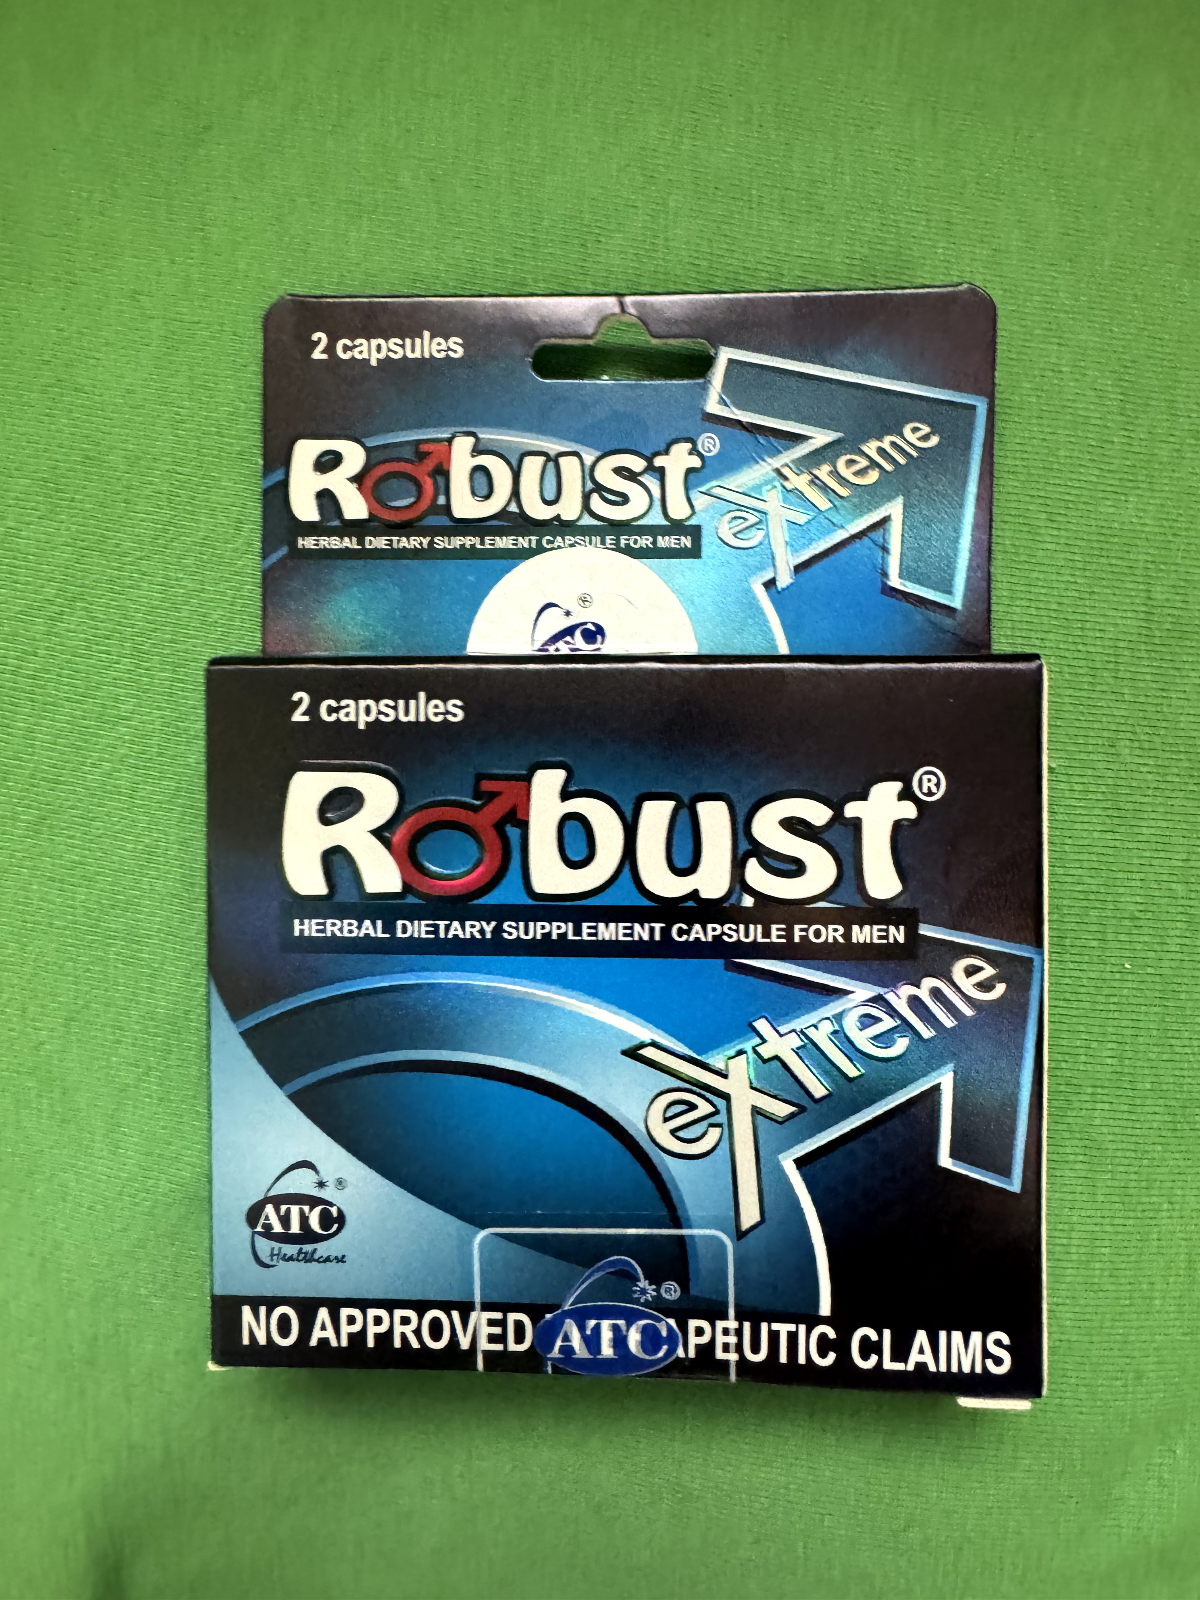 2 capsules
Robust®
eXtreme
HERBAL DIETARY SUPPLEMENT CAPSULE FOR MEN
®
ATC
2 capsules
Robust®
HERBAL DIETARY SUPPLEMENT CAPSULE FOR MEN
eXtreme
®
ATC
Healthcare
®
NO APPROVED CLAIMS
ATC